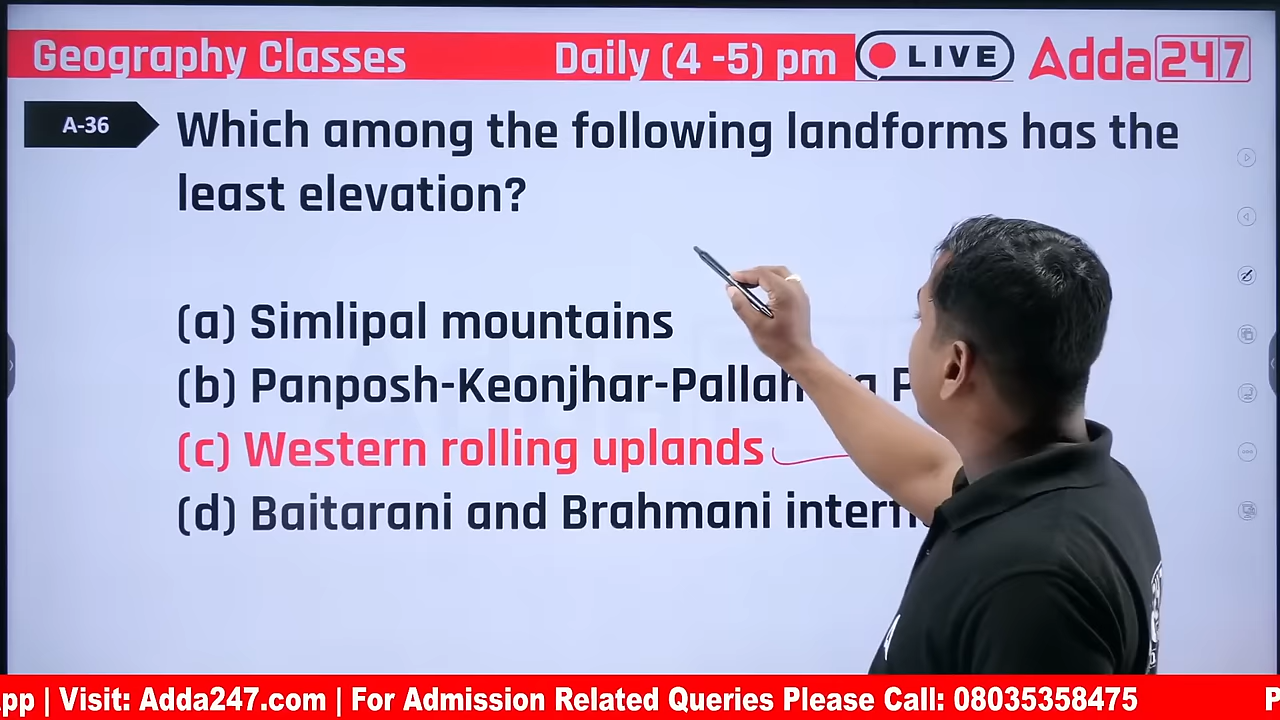 Geography Classes
Daily (4 -5) pm
LIVE
Adda247
A-36
Which among the following landforms has the
least elevation?
(a) Simlipal mountains
(b) Panposh-Keonjhar-Pallah
(c) Western rolling uplands
(d) Baitarani and Brahmani
pp | Visit: Adda247.com | For Admission Related Queries Please Call: 08035358475
P